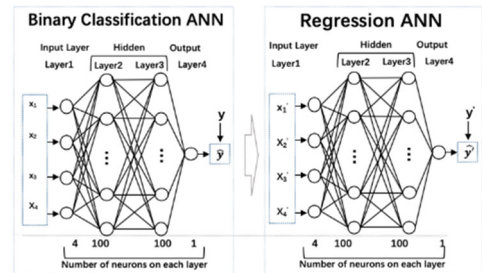 Binary Classification ANN
Input Layer Hidden Output
Layer1 Layer2 Layer3 Layer4
x₁
x₂
x₃
X₄
y
ŷ
4 100 100 1
Number of neurons on each layer
Regression ANN
Input Layer Hidden Output
Layer1 Layer2 Layer3 Layer4
x₁'
X₂'
X₃'
X₄'
y'
ŷ'
4 100 100 1
Number of neurons on each layer